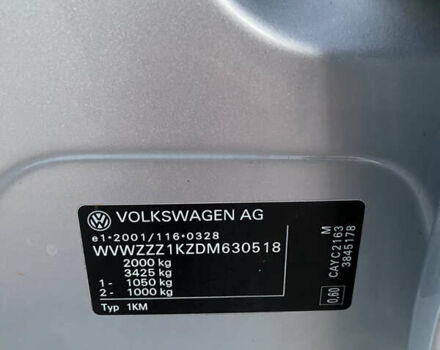 VOLKSWAGEN AG
e1*2001/116*0328
WVWZZZ1KZDM630518
2000 kg
3425 kg
1- 1050 kg
2- 1000 kg
Typ 1KM
0,60
CAYC2163 M
3845178